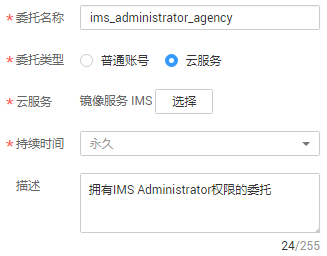 * 委托名称 ims_administrator_agency
* 委托类型 普通账号 云服务
* 云服务 镜像服务 IMS 选择
* 持续时间 永久
描述 拥有IMS Administrator权限的委托
24/255